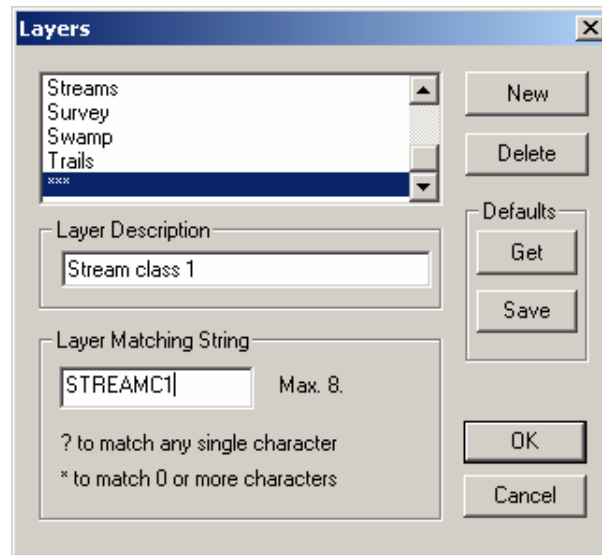 Layers
Streams
Survey
Swamp
Trails
***
New
Delete
Defaults
Get
Save
Layer Description
Stream class 1
Layer Matching String
STREAMC1
Max. 8.
? to match any single character
* to match 0 or more characters
OK
Cancel